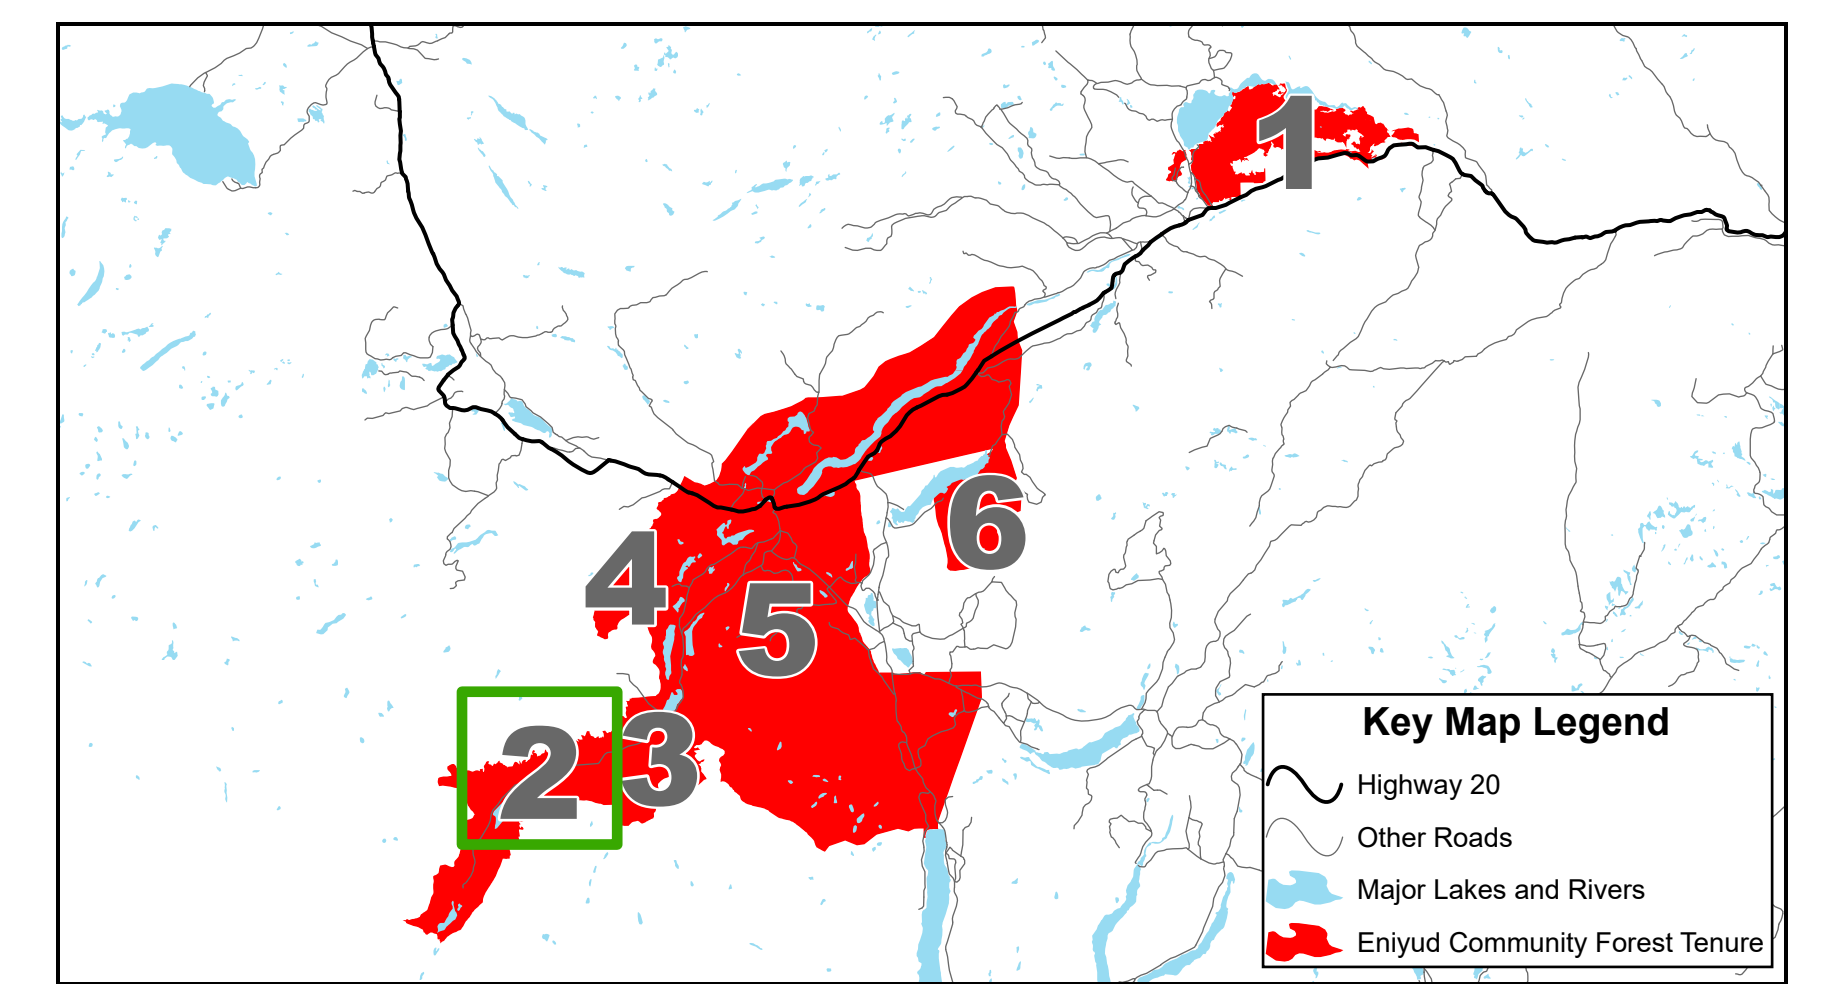 1
6
4
5
2
3
Key Map Legend
Highway 20
Other Roads
Major Lakes and Rivers
Eniyud Community Forest Tenure